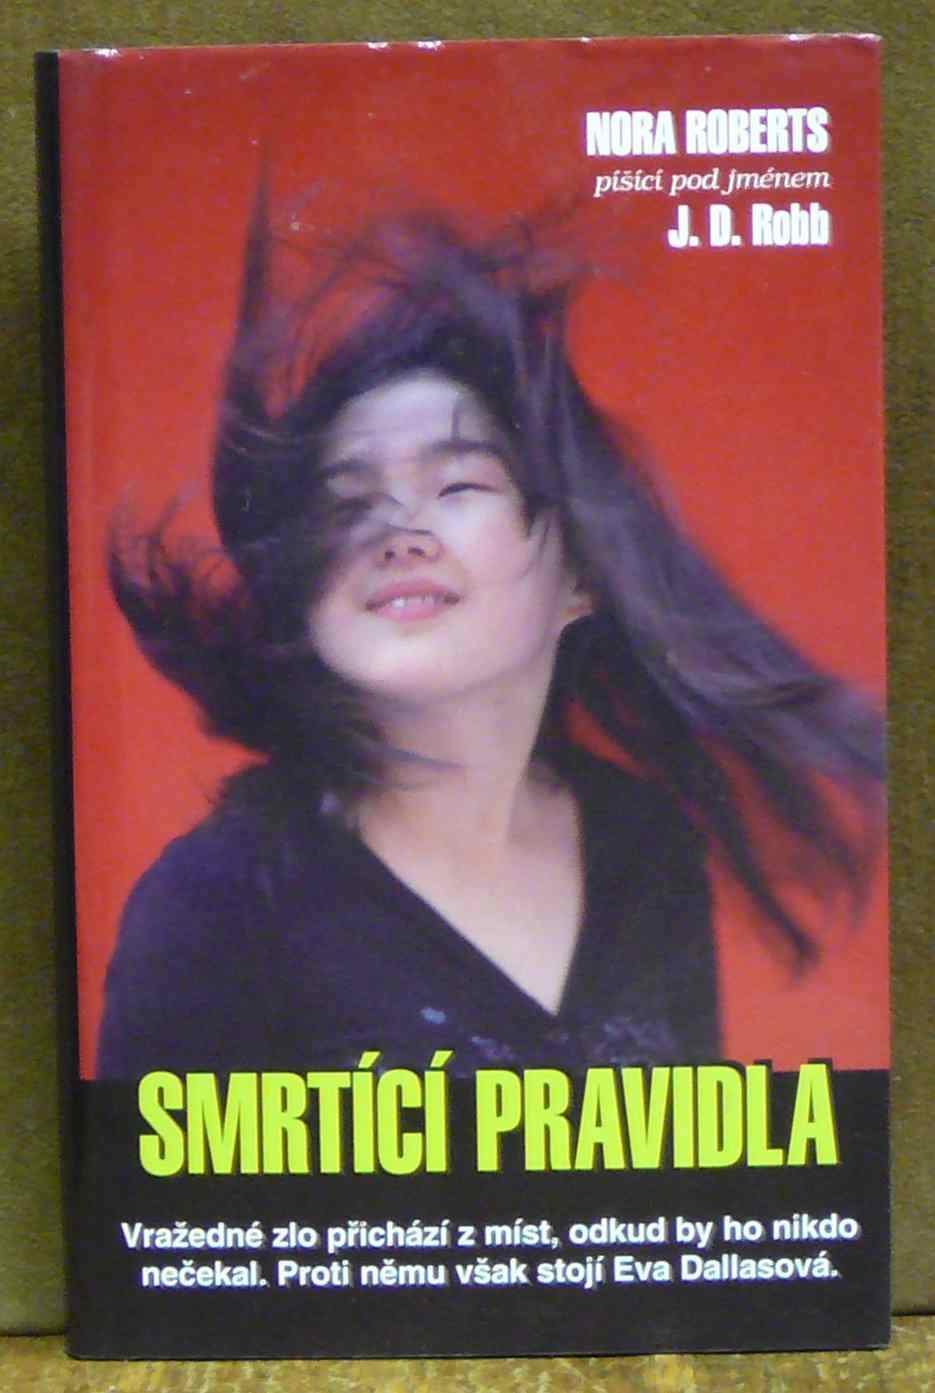 NORA ROBERTS
píšící pod jménem
J. D. Robb
SMRTÍCÍ PRAVIDLA
Vražedné zlo přichází z míst, odkud by ho nikdo
nečekal. Proti němu však stojí Eva Dallasová.